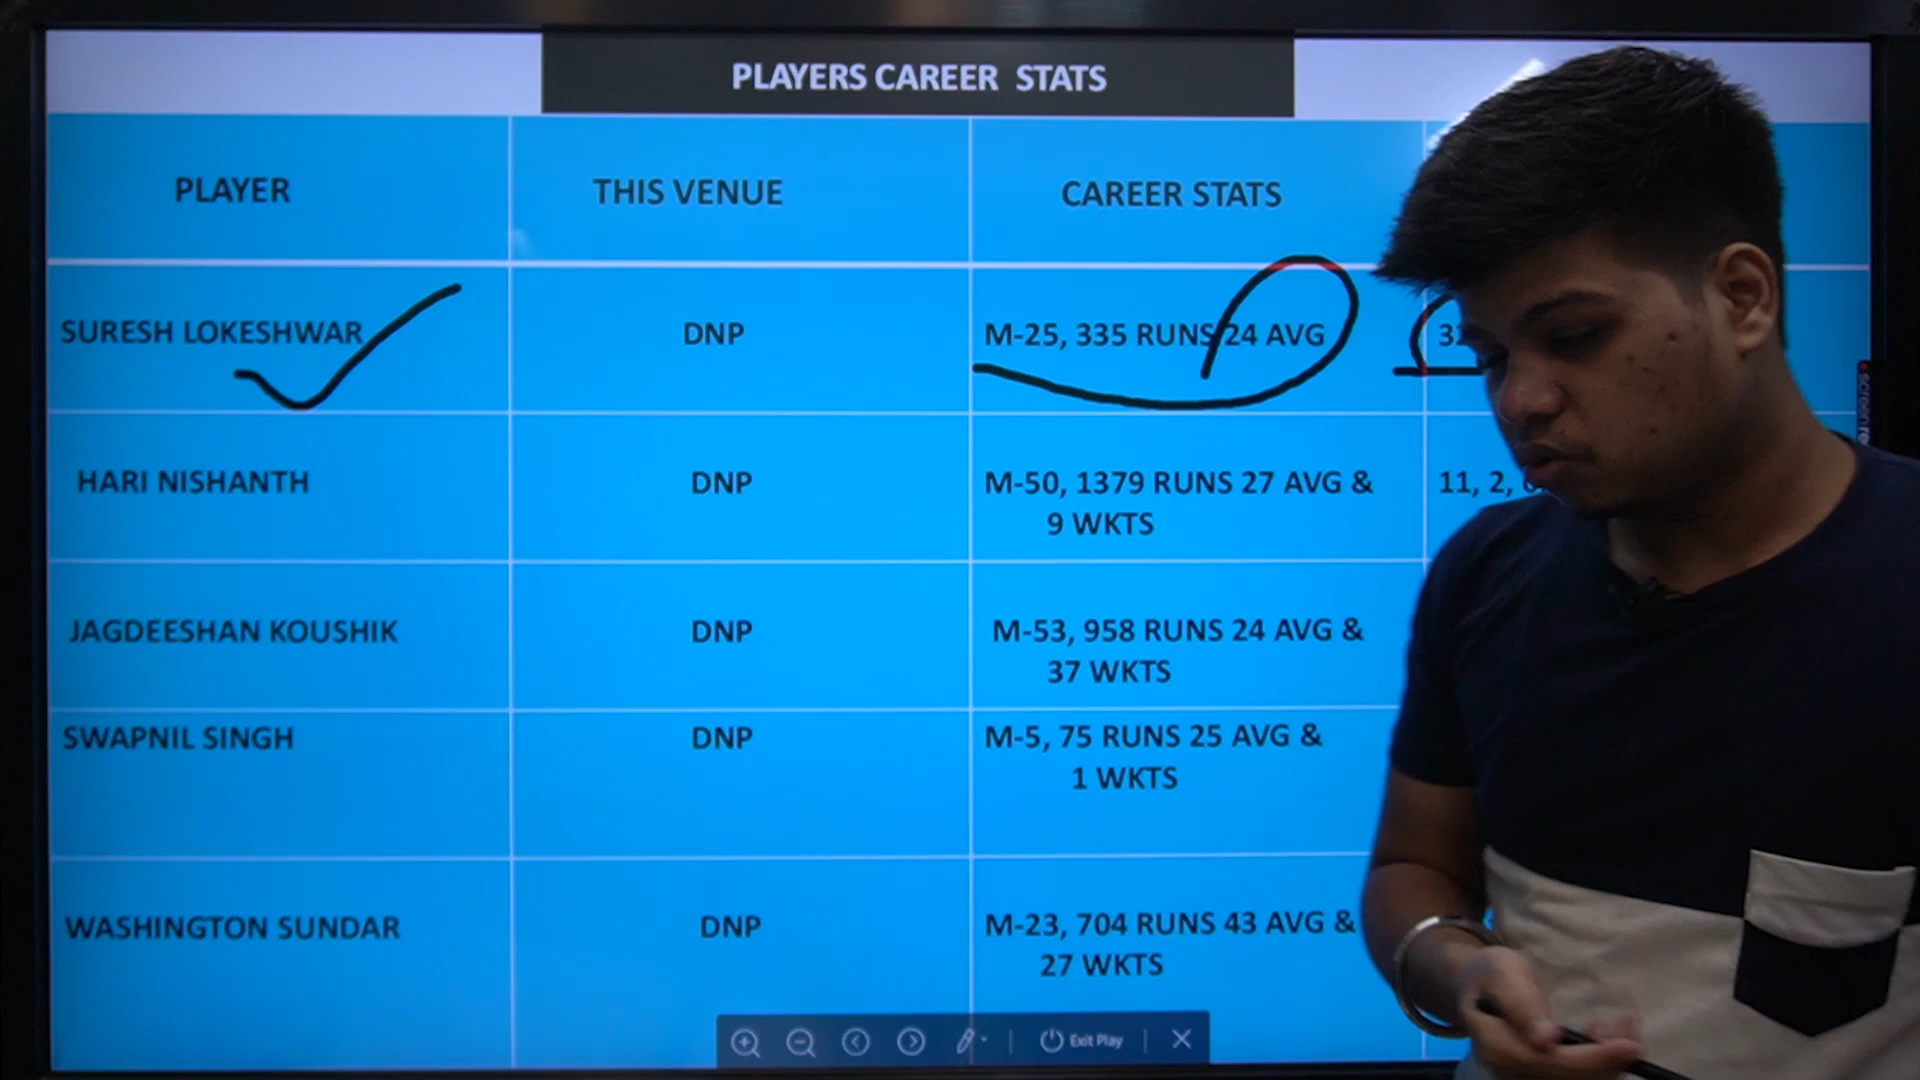 PLAYERS CAREER STATS
PLAYER THIS VENUE CAREER STATS
SURESH LOKESHWAR DNP M-25, 335 RUNS 24 AVG
HARI NISHANTH DNP M-50, 1379 RUNS 27 AVG & 11, 2,
9 WKTS
JAGDEESHAN KOUSHIK DNP M-53, 958 RUNS 24 AVG &
37 WKTS
SWAPNIL SINGH DNP M-5, 75 RUNS 25 AVG &
1 WKTS
WASHINGTON SUNDAR DNP M-23, 704 RUNS 43 AVG &
27 WKTS
Exit Play